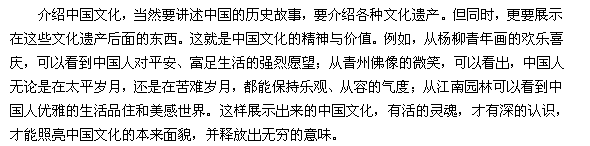 介绍中国文化，当然要讲述中国的历史故事，要介绍各种文化遗产。但同时，更要展示
在这些文化遗产后面的东西。这就是中国文化的精神与价值。例如，从杨柳青年画的欢乐喜
庆，可以看到中国人对平安、富足生活的强烈愿望；从青州佛像的微笑，可以看出，中国人
无论是在太平岁月，还是在苦难岁月，都能保持乐观、从容的气度；从江南园林可以看到中
国人优雅的生活品住和美感世界。这样展示出来的中国文化，有活的灵魂，才有深的认识，
才能照亮中国文化的本来面貌，并释放出无穷的意味。